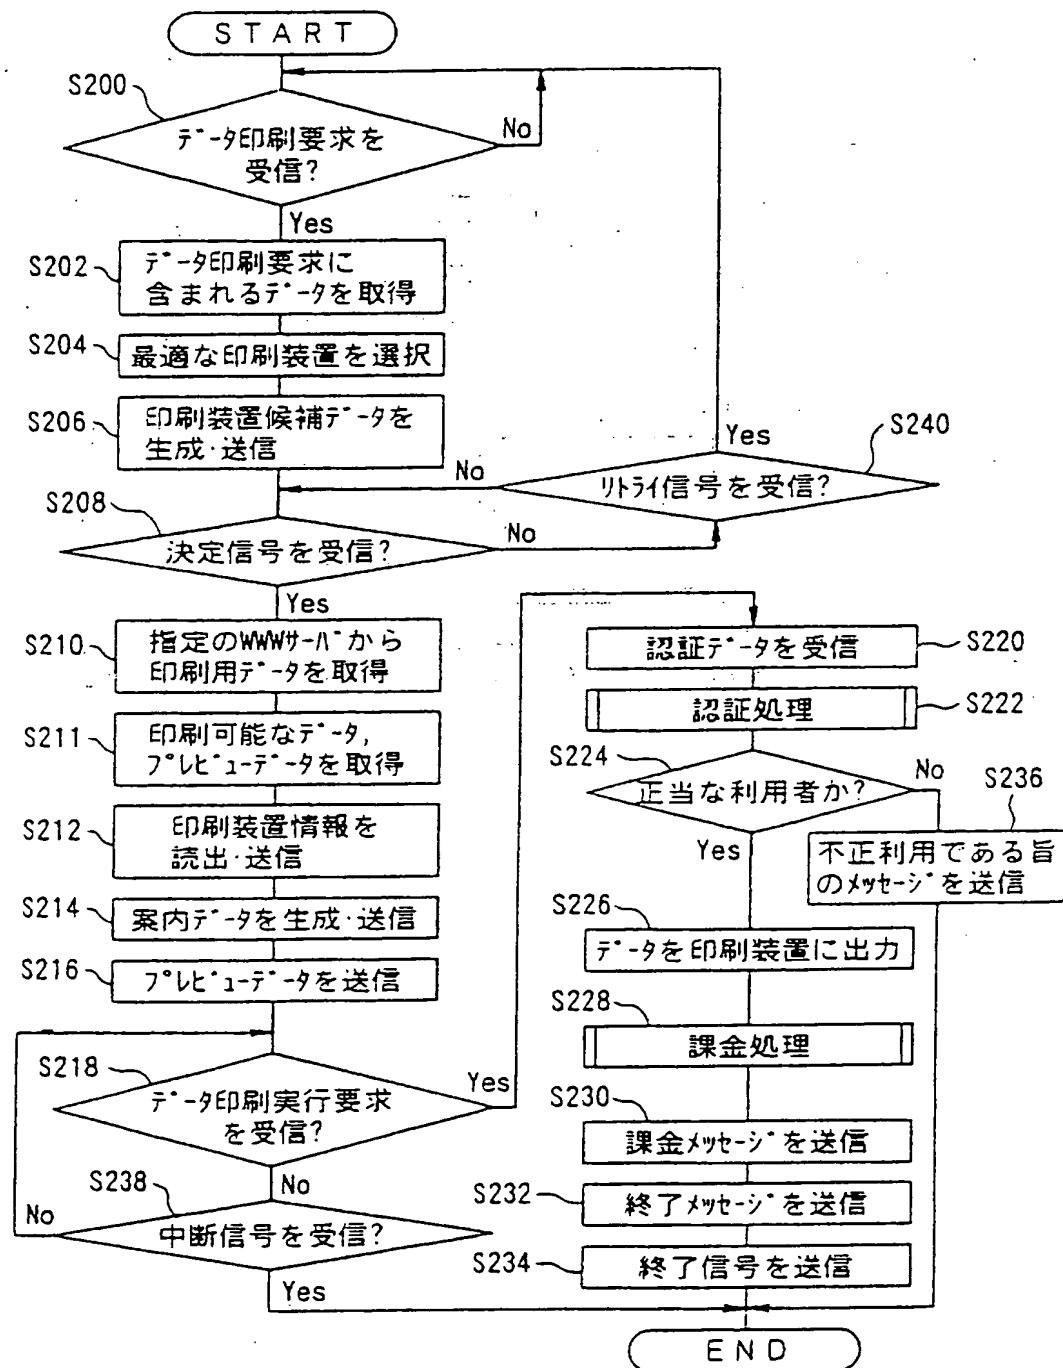 START
S200
データ印刷要求を
受信?
No
Yes
S202
データ印刷要求に
含まれるデータを取得
S204
最適な印刷装置を選択
S206
印刷装置候補データを
生成・送信
Yes
S240
No
リトライ信号を受信?
S208
決定信号を受信?
No
Yes
S210
指定のWWWサーバから
印刷用データを取得
S211
印刷可能なデータ,
プレビューデータを取得
S212
印刷装置情報を
読出・送信
S214
案内データを生成・送信
S216
プレビューデータを送信
S218
データ印刷実行要求
を受信?
Yes
No
S238
中断信号を受信?
No
Yes
S220
認証データを受信
S222
認証処理
S224
正当な利用者か?
No
Yes
S236
不正利用である旨
のメッセージを送信
S226
データを印刷装置に出力
S228
課金処理
S230
課金メッセージを送信
S232
終了メッセージを送信
S234
終了信号を送信
END